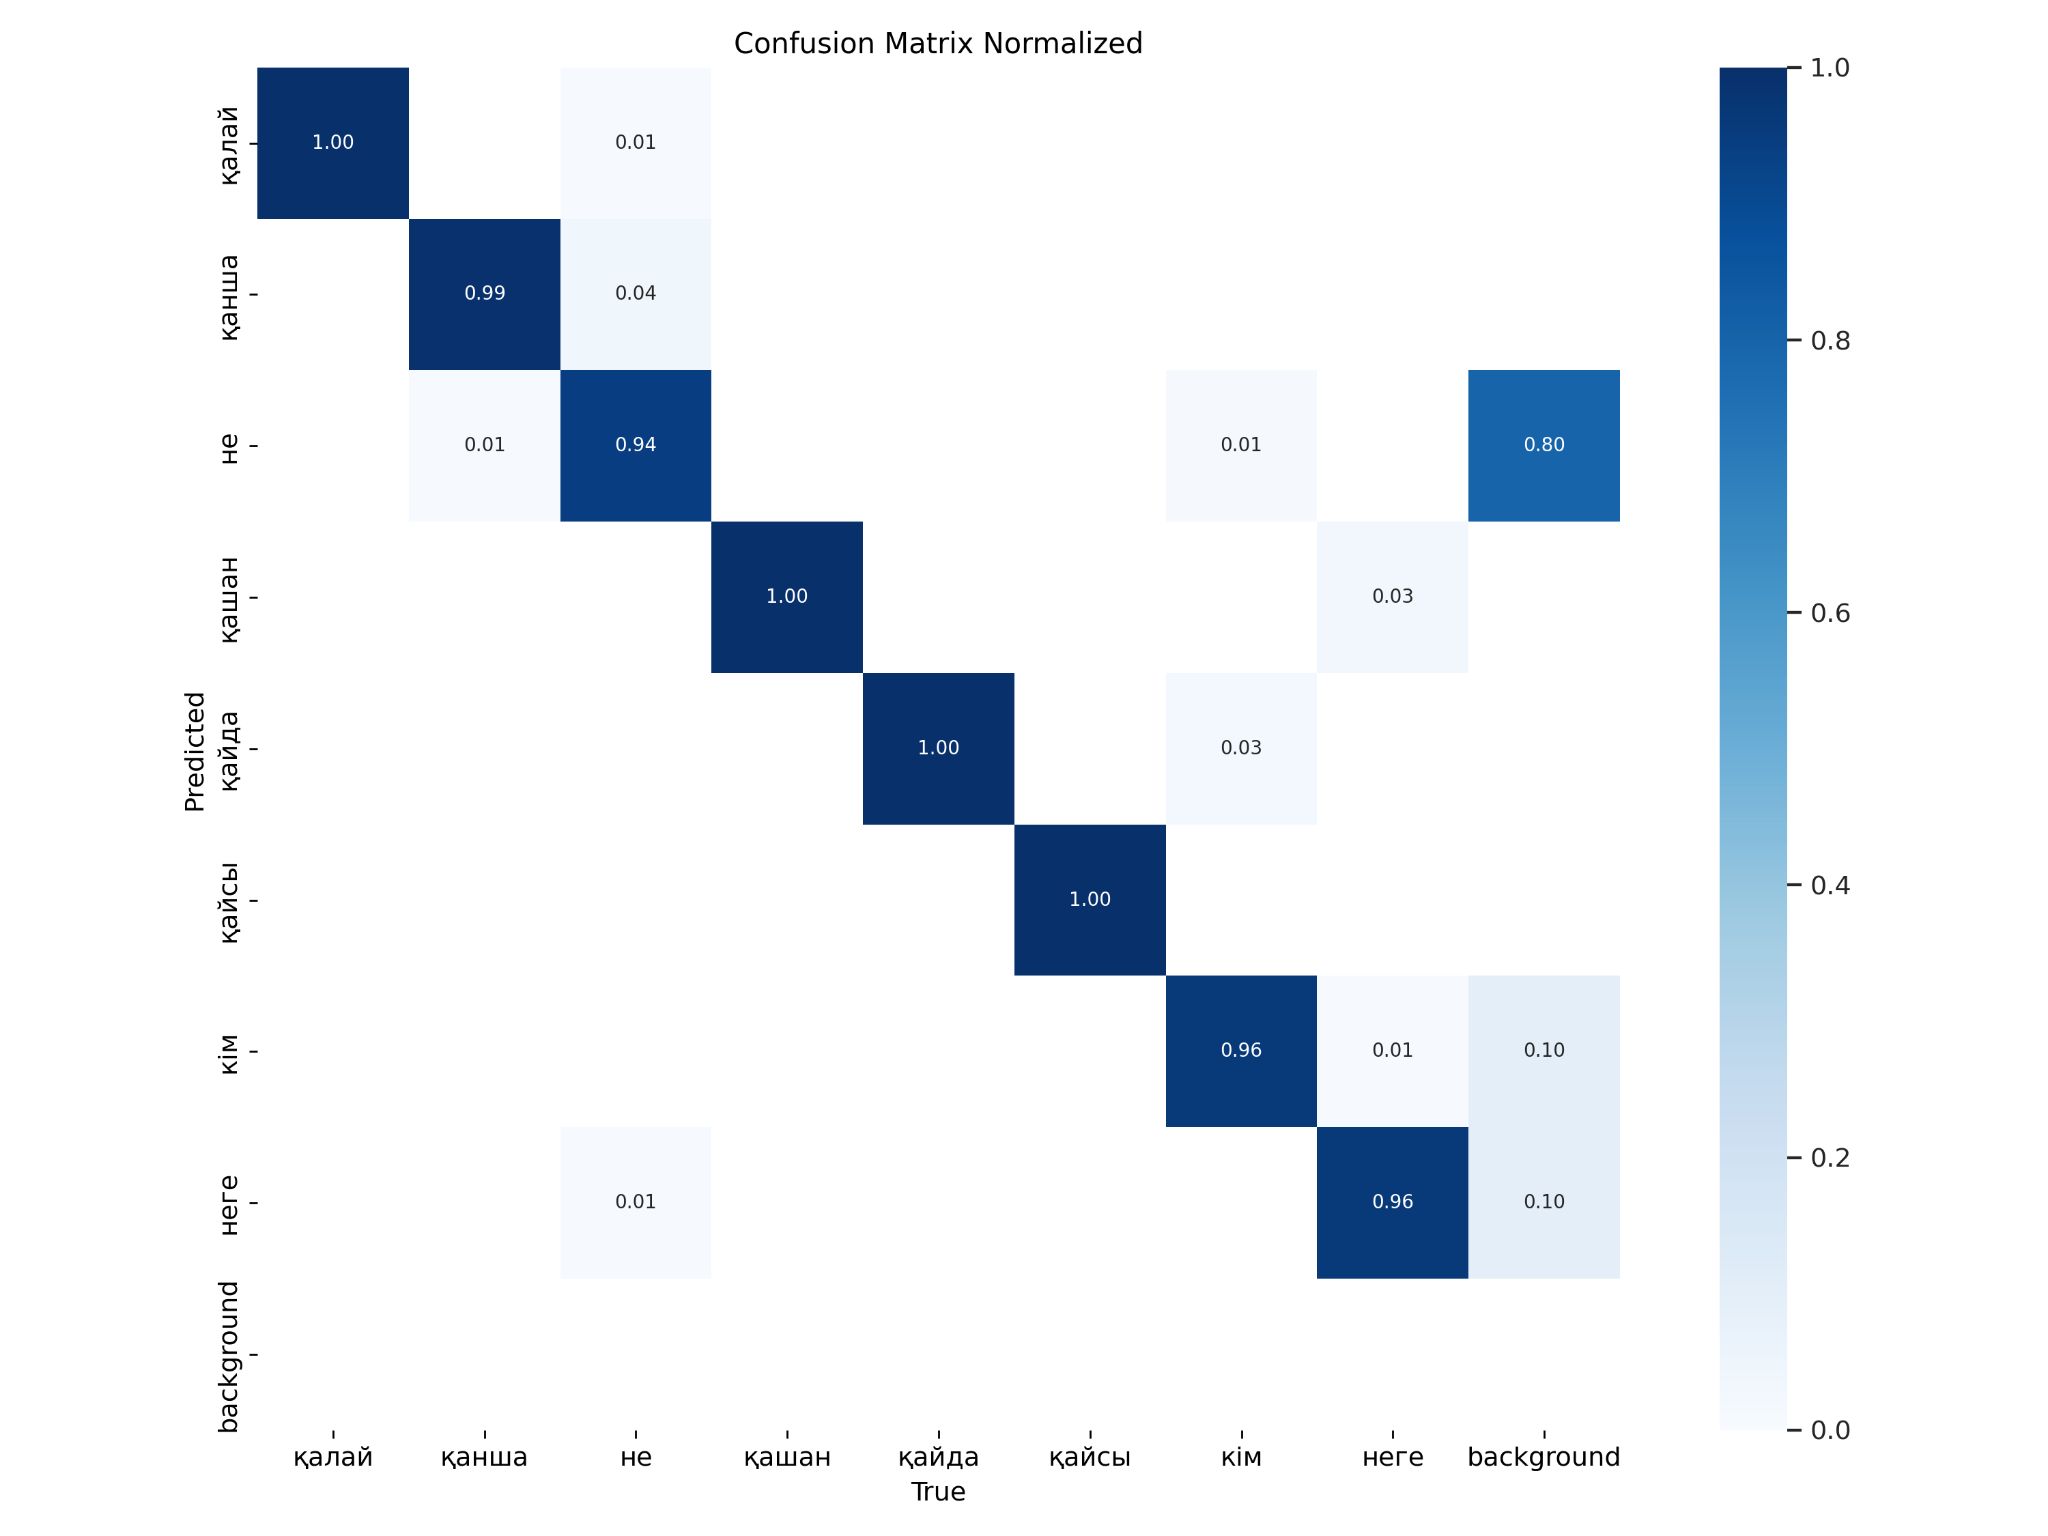 Confusion Matrix Normalized
1.0
қалай
1.00 0.01
қанша
0.99 0.04
0.8
не
0.01 0.94 0.01 0.80
қашан
1.00 0.03
0.6
Predicted
қайда
1.00 0.03
қайсы
1.00
0.4
кім
0.96 0.01 0.10
0.2
неге
0.01 0.96 0.10
background
0.0
қалай қанша не қашан қайда қайсы кім неге background
True